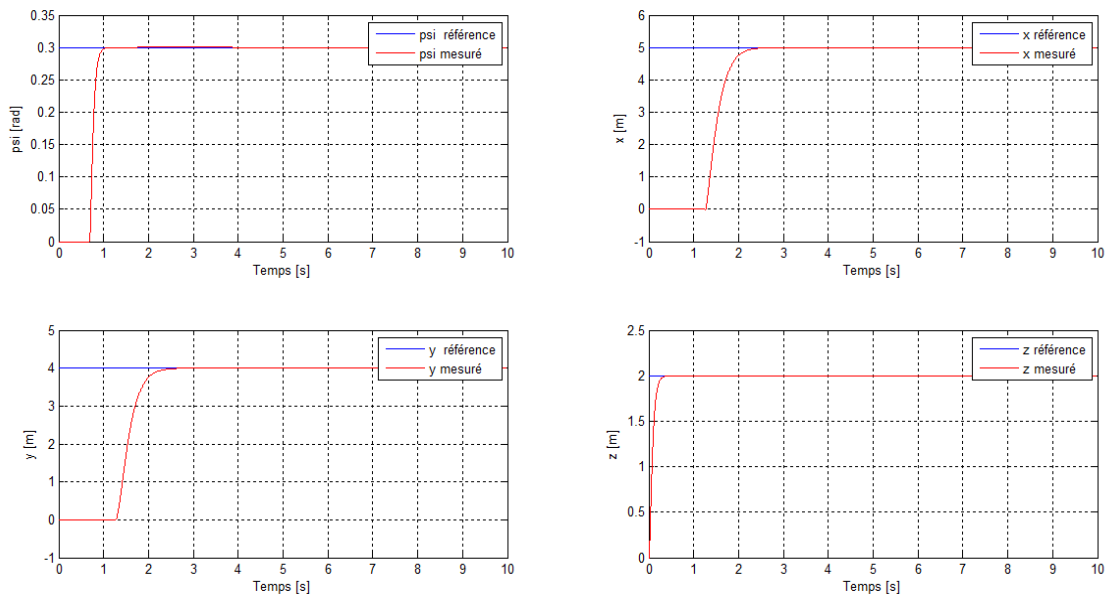 0.35
0.3
0.25
0.2
0.15
0.1
0.05
0
psi [rad]
psi  référence
psi mesuré
0 1 2 3 4 5 6 7 8 9 10
Temps [s]
6
5
4
3
2
1
0
-1
x [m]
x référence
x mesuré
0 1 2 3 4 5 6 7 8 9 10
Temps [s]
5
4
3
2
1
0
-1
y [m]
y  référence
y mesuré
0 1 2 3 4 5 6 7 8 9 10
Temps [s]
2.5
2
1.5
1
0.5
0
z [m]
z référence
z mesuré
0 1 2 3 4 5 6 7 8 9 10
Temps [s]